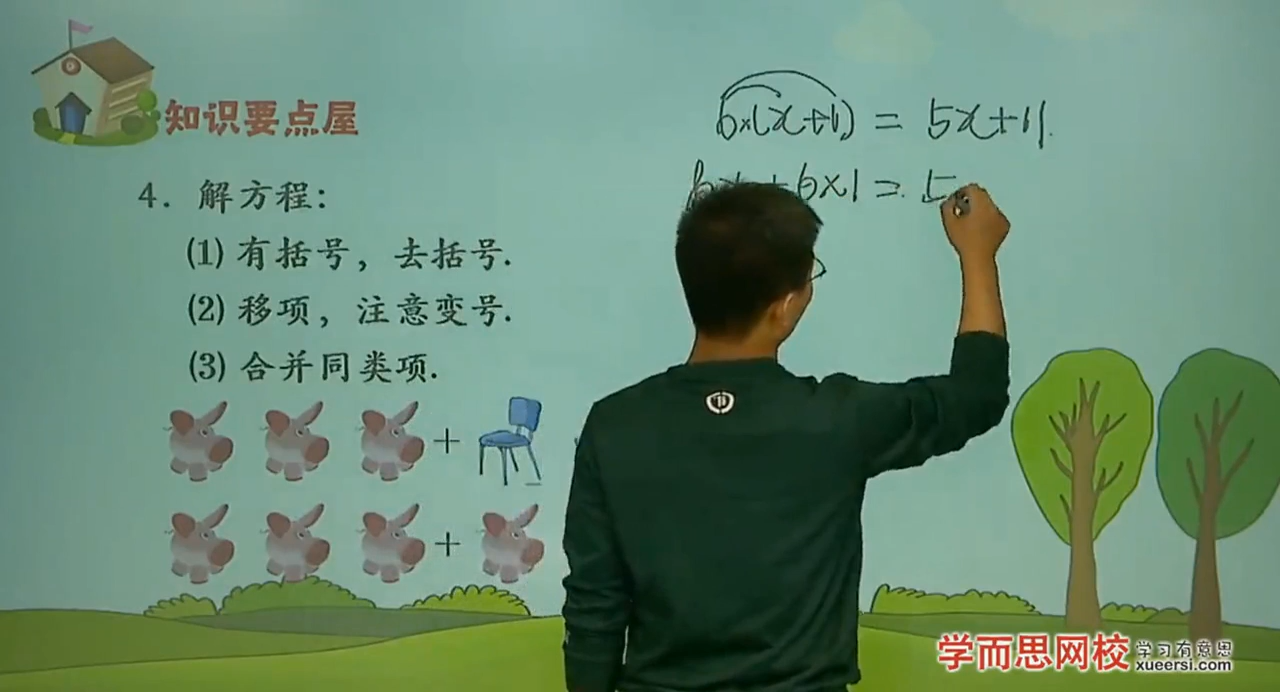 知识要点屋
6×(x+1) = 5x+11.
6x+6×1 = 5
4. 解方程:
(1) 有括号, 去括号.
(2) 移项, 注意变号.
(3) 合并同类项.
+
+
学而思网校 学习有意思
xueersi.com